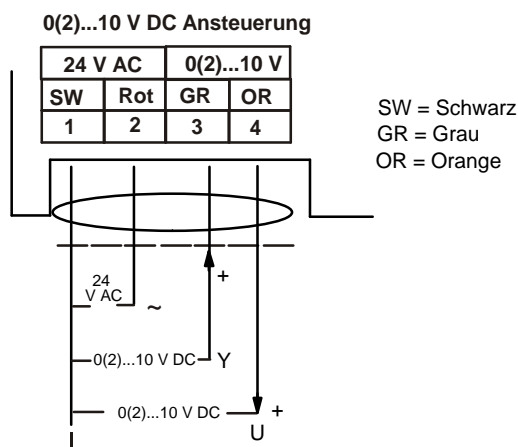 0(2)...10 V DC Ansteuerung
24 V AC 0(2)...10 V
SW Rot GR OR
1 2 3 4
SW = Schwarz
GR = Grau
OR = Orange
24
V AC
~
+
0(2)...10 V DC Y
0(2)...10 V DC +
U